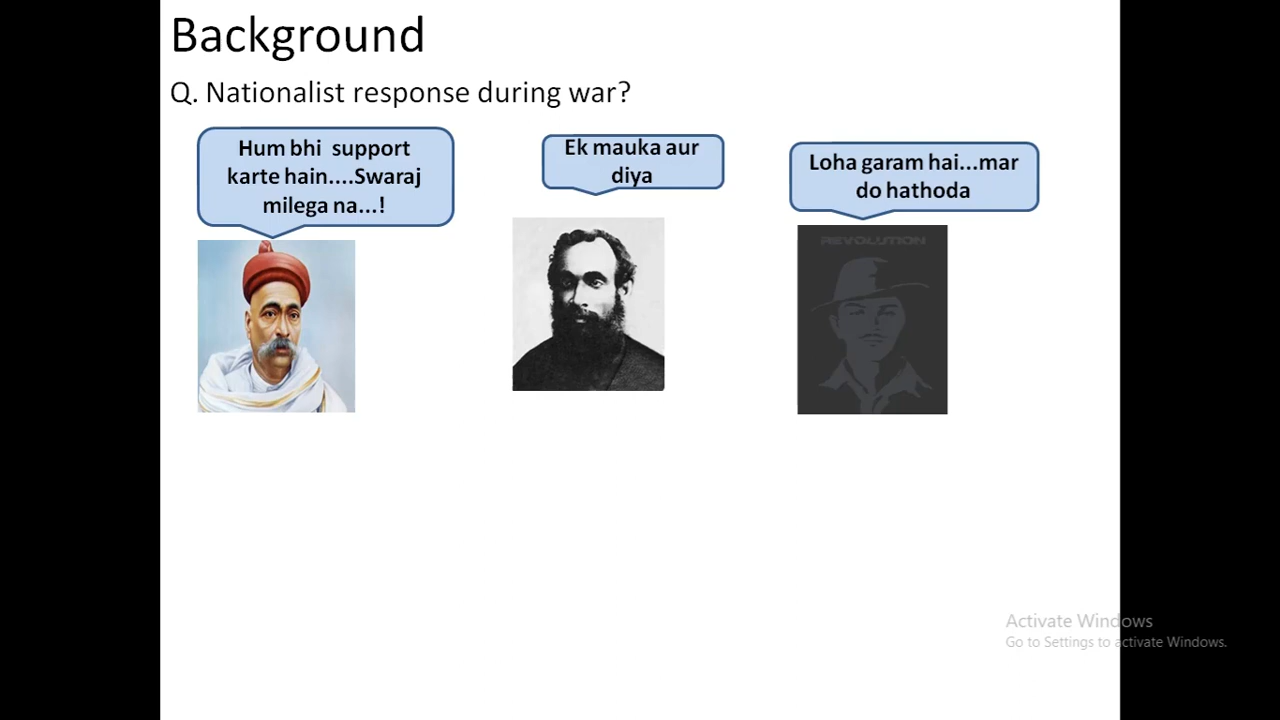 Background
Q. Nationalist response during war?
Hum bhi support
karte hain....Swaraj
milega na...!
Ek mauka aur
diya
Loha garam hai...mar
do hathoda
REVOLUTION
Activate Windows
Go to Settings to activate Windows.